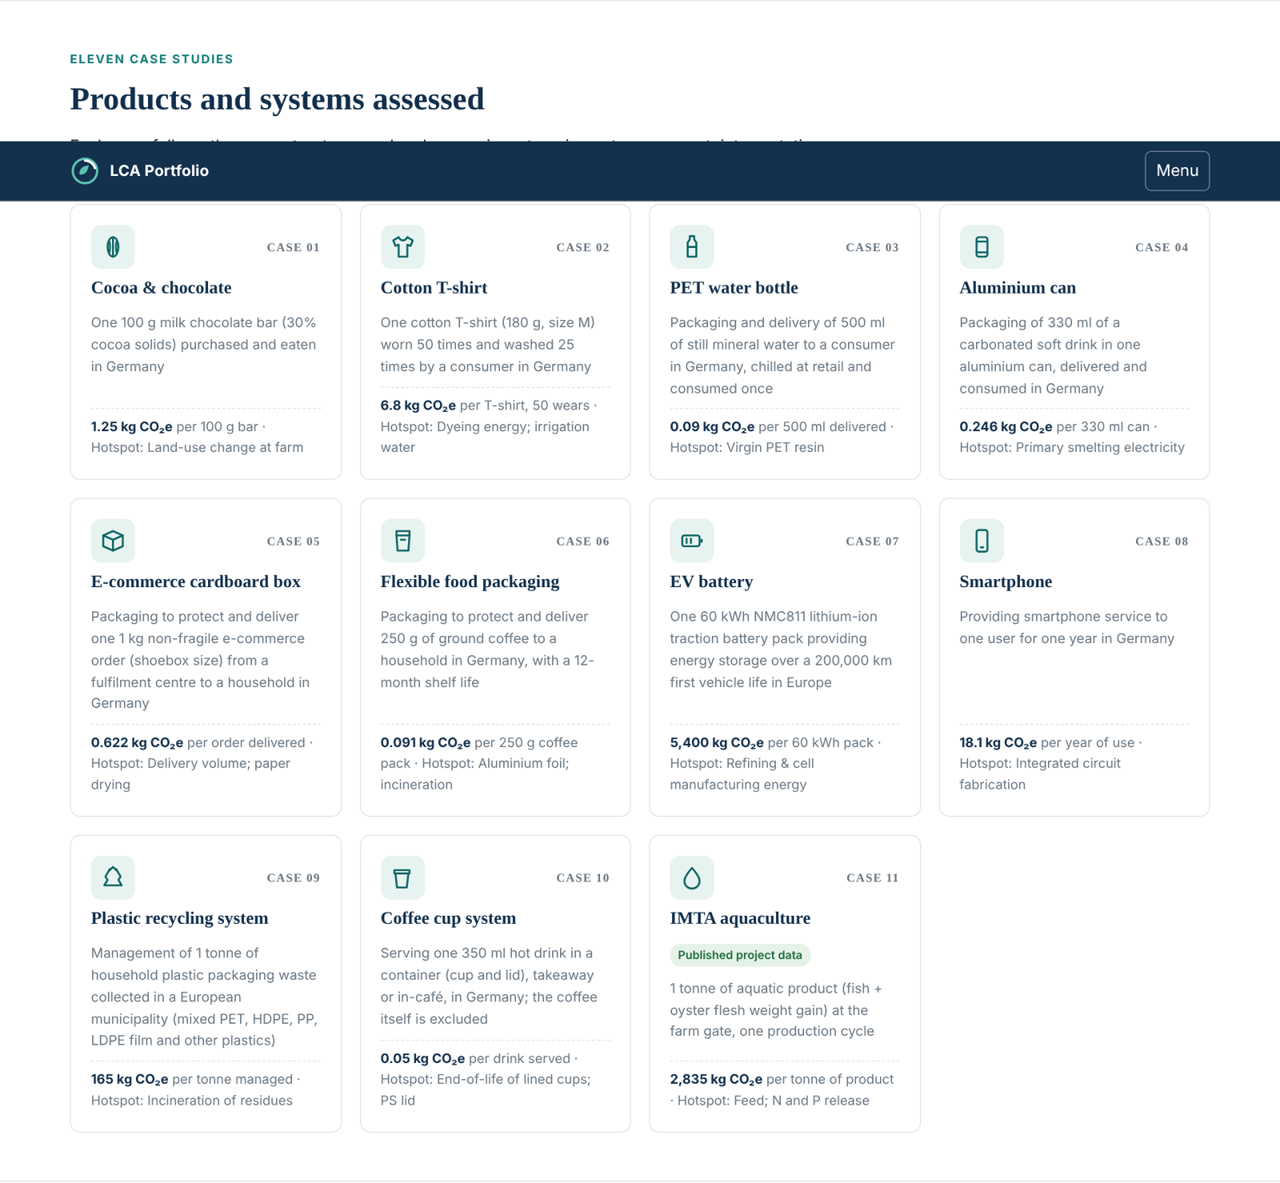 ELEVEN CASE STUDIES
Products and systems assessed
LCA Portfolio
Menu
CASE 01
Cocoa & chocolate
One 100 g milk chocolate bar (30%
cocoa solids) purchased and eaten
in Germany
1.25 kg CO₂e per 100 g bar ·
Hotspot: Land-use change at farm
CASE 02
Cotton T-shirt
One cotton T-shirt (180 g, size M)
worn 50 times and washed 25
times by a consumer in Germany
6.8 kg CO₂e per T-shirt, 50 wears ·
Hotspot: Dyeing energy; irrigation
water
CASE 03
PET water bottle
Packaging and delivery of 500 ml
of still mineral water to a consumer
in Germany, chilled at retail and
consumed once
0.09 kg CO₂e per 500 ml delivered ·
Hotspot: Virgin PET resin
CASE 04
Aluminium can
Packaging of 330 ml of a
carbonated soft drink in one
aluminium can, delivered and
consumed in Germany
0.246 kg CO₂e per 330 ml can ·
Hotspot: Primary smelting electricity
CASE 05
E-commerce cardboard box
Packaging to protect and deliver
one 1 kg non-fragile e-commerce
order (shoebox size) from a
fulfilment centre to a household in
Germany
0.622 kg CO₂e per order delivered ·
Hotspot: Delivery volume; paper
drying
CASE 06
Flexible food packaging
Packaging to protect and deliver
250 g of ground coffee to a
household in Germany, with a 12-
month shelf life
0.091 kg CO₂e per 250 g coffee
pack · Hotspot: Aluminium foil;
incineration
CASE 07
EV battery
One 60 kWh NMC811 lithium-ion
traction battery pack providing
energy storage over a 200,000 km
first vehicle life in Europe
5,400 kg CO₂e per 60 kWh pack ·
Hotspot: Refining & cell
manufacturing energy
CASE 08
Smartphone
Providing smartphone service to
one user for one year in Germany
18.1 kg CO₂e per year of use ·
Hotspot: Integrated circuit
fabrication
CASE 09
Plastic recycling system
Management of 1 tonne of
household plastic packaging waste
collected in a European
municipality (mixed PET, HDPE, PP,
LDPE film and other plastics)
165 kg CO₂e per tonne managed ·
Hotspot: Incineration of residues
CASE 10
Coffee cup system
Serving one 350 ml hot drink in a
container (cup and lid), takeaway
or in-café, in Germany; the coffee
itself is excluded
0.05 kg CO₂e per drink served ·
Hotspot: End-of-life of lined cups;
PS lid
CASE 11
IMTA aquaculture
Published project data
1 tonne of aquatic product (fish +
oyster flesh weight gain) at the
farm gate, one production cycle
2,835 kg CO₂e per tonne of product
· Hotspot: Feed; N and P release